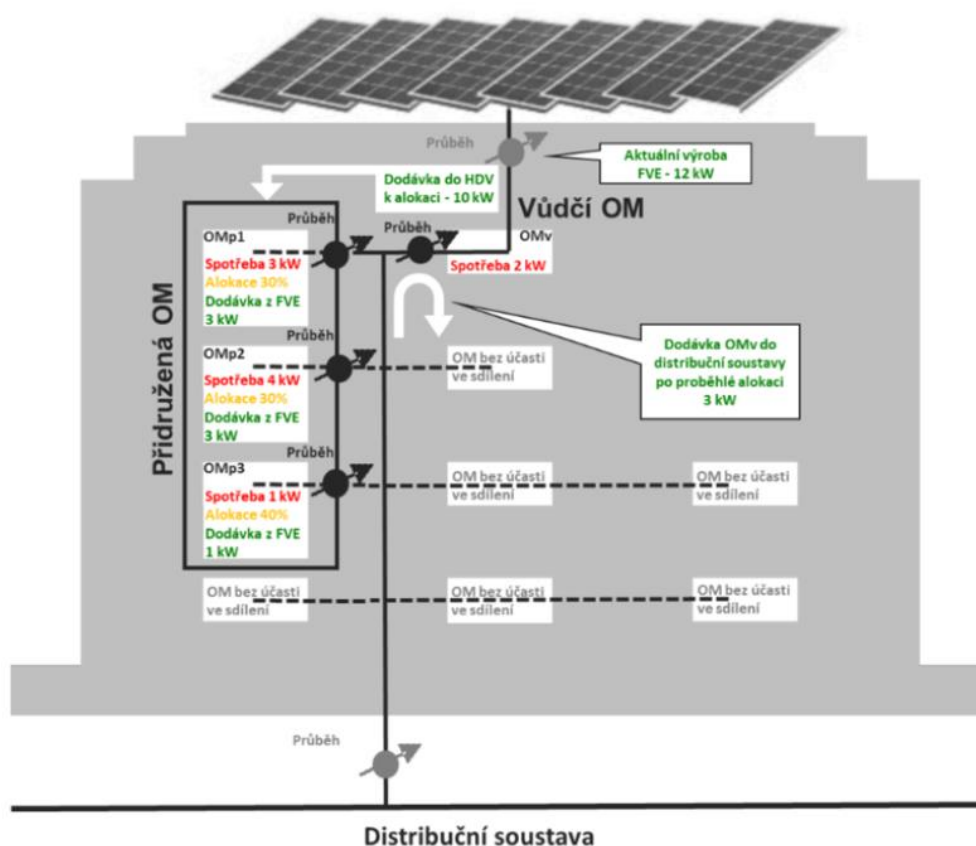 Průběh
Aktuální výroba
FVE - 12 kW
Dodávka do HDV
k alokaci - 10 kW
Vůdčí OM
Průběh
Průběh
OMv
Spotřeba 2 kW
Přidružená OM
OMp1
Spotřeba 3 kW
Alokace 30%
Dodávka z FVE
3 kW
Průběh
OMp2
Spotřeba 4 kW
Alokace 30%
Dodávka z FVE
3 kW
OM bez účasti
ve sdílení
Dodávka OMv do
distribuční soustavy
po proběhlé alokaci
3 kW
Průběh
OMp3
Spotřeba 1 kW
Alokace 40%
Dodávka z FVE
1 kW
OM bez účasti
ve sdílení
OM bez účasti
ve sdílení
OM bez účasti
ve sdílení
OM bez účasti
ve sdílení
OM bez účasti
ve sdílení
Průběh
Distribuční soustava